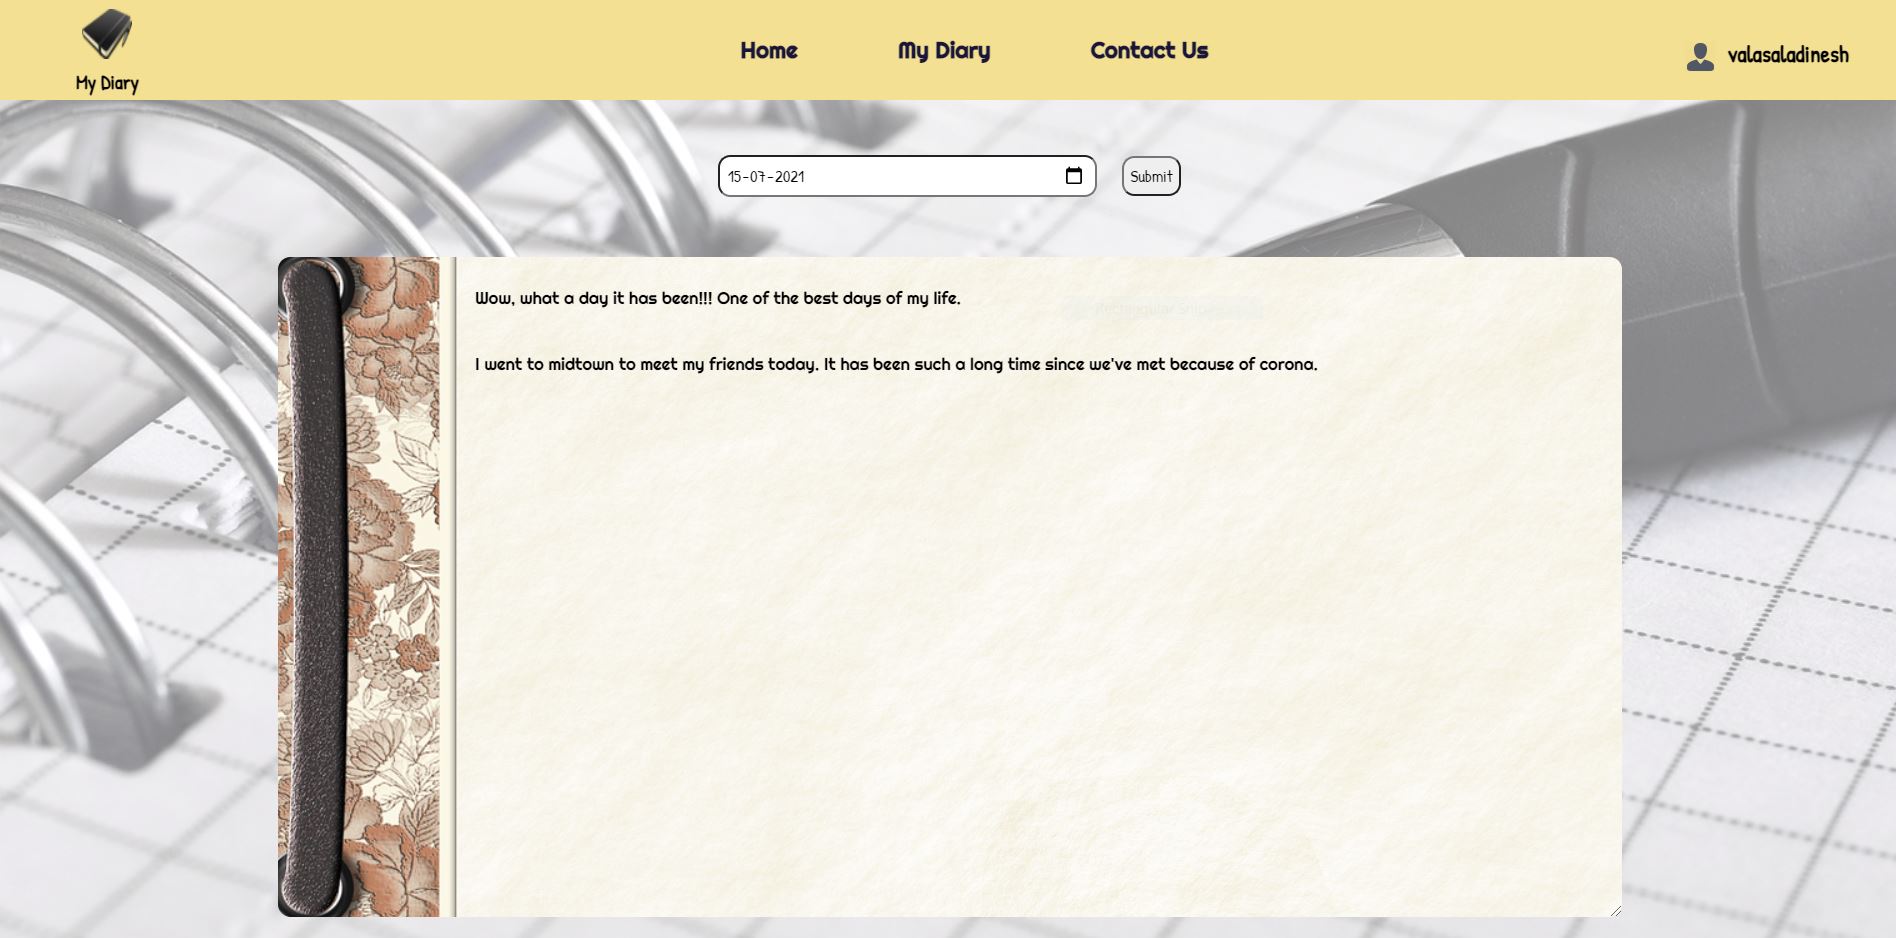 My Diary
Home
My Diary
Contact Us
valasaladinesh
15-07-2021
Submit
Wow, what a day it has been!!! One of the best days of my life.
Rectangular Snip
I went to midtown to meet my friends today. It has been such a long time since we've met because of corona.